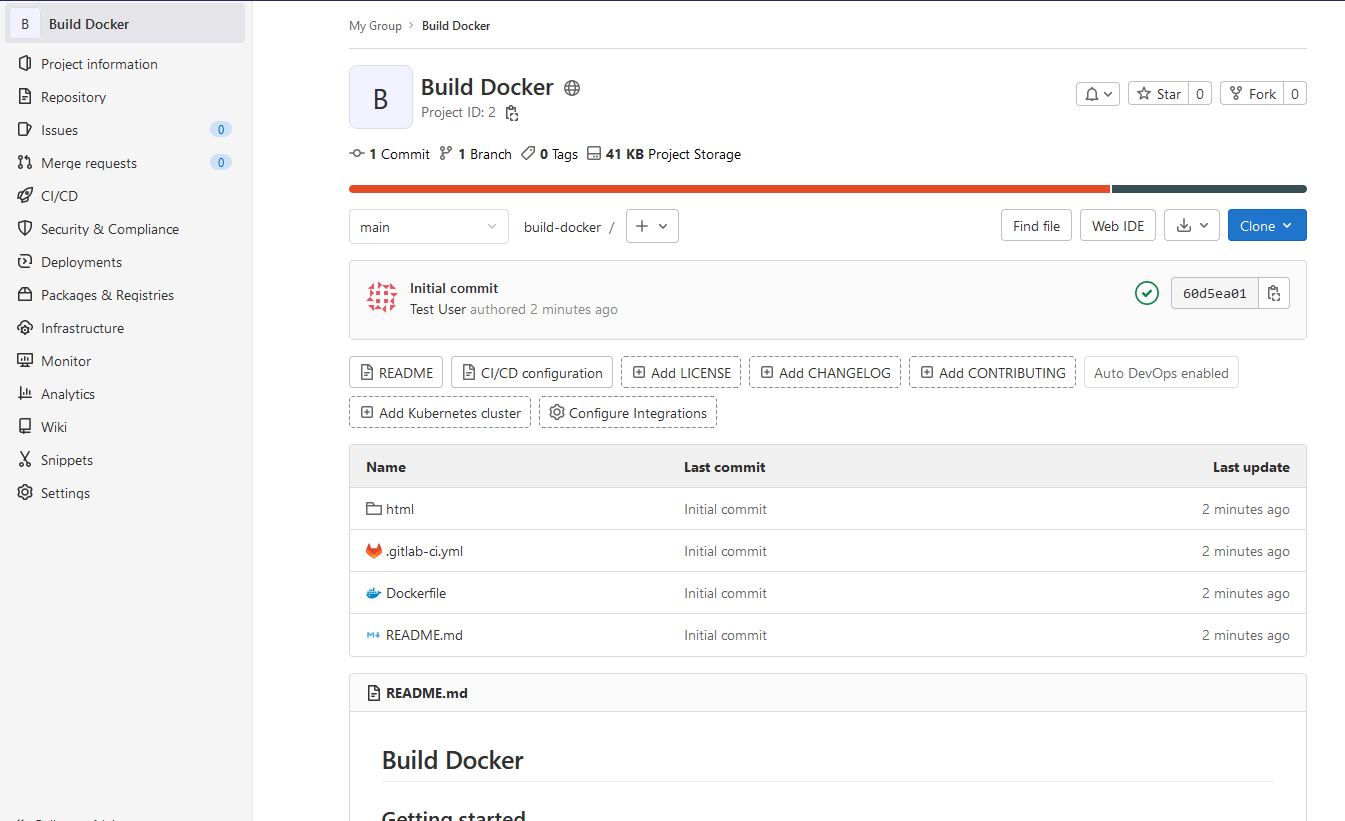 B Build Docker
Project information
Repository
Issues 0
Merge requests 0
CI/CD
Security & Compliance
Deployments
Packages & Registries
Infrastructure
Monitor
Analytics
Wiki
Snippets
Settings
My Group › Build Docker
B
Build Docker
Project ID: 2
Star 0
Fork 0
1 Commit 1 Branch 0 Tags 41 KB Project Storage
main
build-docker / +
Find file
Web IDE
Clone
Initial commit
Test User authored 2 minutes ago
60d5ea01
README CI/CD configuration Add LICENSE Add CHANGELOG Add CONTRIBUTING Auto DevOps enabled
Add Kubernetes cluster Configure Integrations
Name Last commit Last update
html Initial commit 2 minutes ago
.gitlab-ci.yml Initial commit 2 minutes ago
Dockerfile Initial commit 2 minutes ago
README.md Initial commit 2 minutes ago
README.md
Build Docker
Getting started